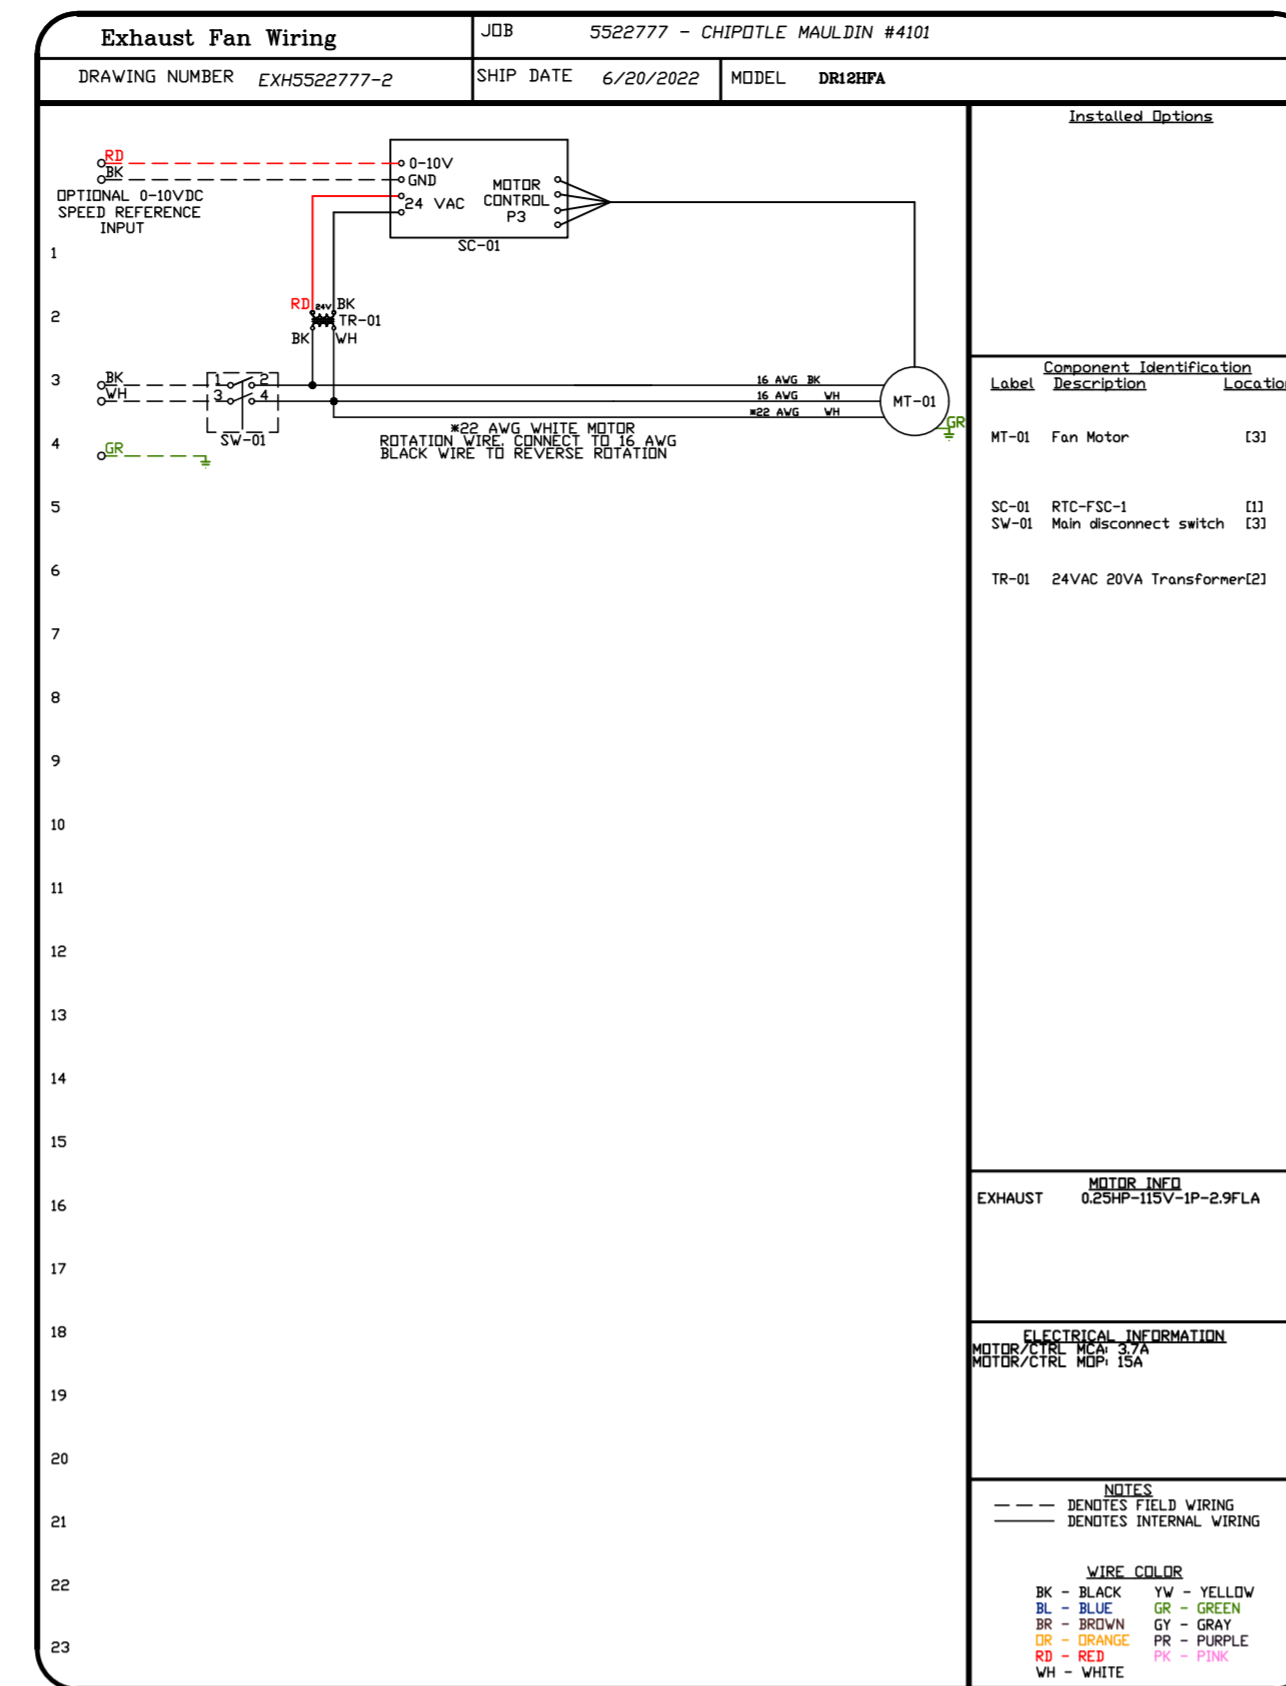 Exhaust Fan Wiring
JOB 5522777 - CHIPOTLE MAULDIN #4101
DRAWING NUMBER EXH5522777-2
SHIP DATE 6/20/2022
MODEL DR12HFA
RD
BK
OPTIONAL 0-10VDC
SPEED REFERENCE
INPUT
0-10V
GND
24 VAC
MOTOR
CONTROL
P3
SC-01
RD 24V BK
TR-01
BK WH
BK
WH
1 2
3 4
SW-01
GR
16 AWG BK
16 AWG WH
*22 AWG WH
MT-01
GR
*22 AWG WHITE MOTOR
ROTATION WIRE. CONNECT TO 16 AWG
BLACK WIRE TO REVERSE ROTATION
1
2
3
4
5
6
7
8
9
10
11
12
13
14
15
16
17
18
19
20
21
22
23
Installed Options
Component Identification
Label Description Location
MT-01 Fan Motor [3]
SC-01 RTC-FSC-1 [1]
SW-01 Main disconnect switch [3]
TR-01 24VAC 20VA Transformer[2]
MOTOR INFO
EXHAUST 0.25HP-115V-1P-2.9FLA
ELECTRICAL INFORMATION
MOTOR/CTRL MCA: 3.7A
MOTOR/CTRL MOP: 15A
NOTES
DENOTES FIELD WIRING
DENOTES INTERNAL WIRING
WIRE COLOR
BK - BLACK YW - YELLOW
BL - BLUE GR - GREEN
BR - BROWN GY - GRAY
OR - ORANGE PR - PURPLE
RD - RED PK - PINK
WH - WHITE